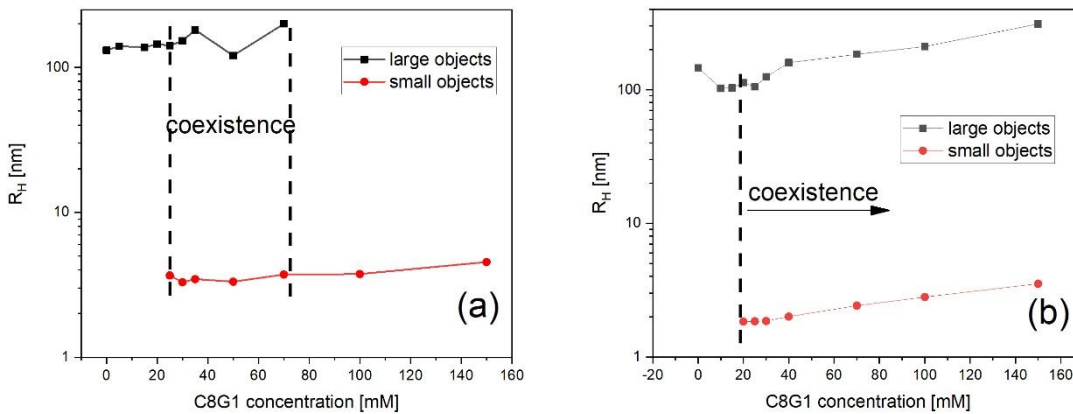 100
10
1
R_H [nm]
0 20 40 60 80 100 120 140 160
C8G1 concentration [mM]
large objects
small objects
coexistence
(a)
100
10
1
R_H [nm]
-20 0 20 40 60 80 100 120 140 160
C8G1 concentration [mM]
large objects
small objects
coexistence
(b)